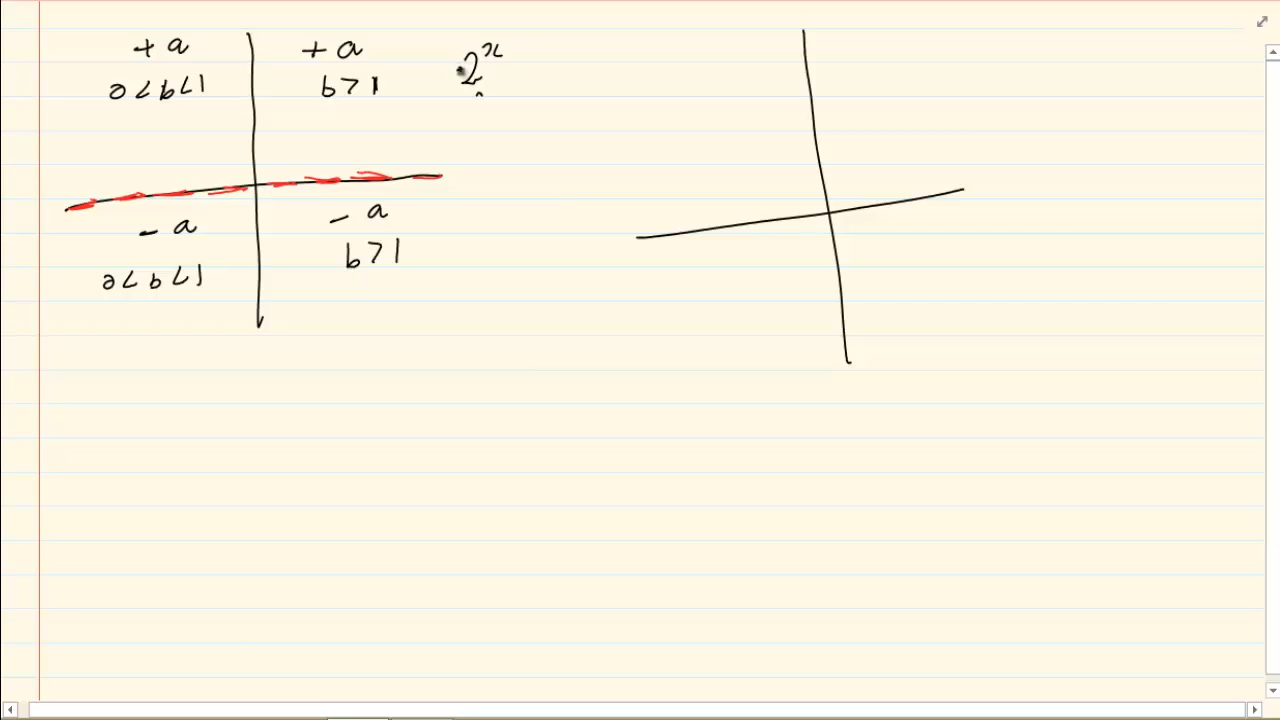 + a
0 < b < 1
+ a
b > 1
2^x
- a
0 < b < 1
- a
b > 1